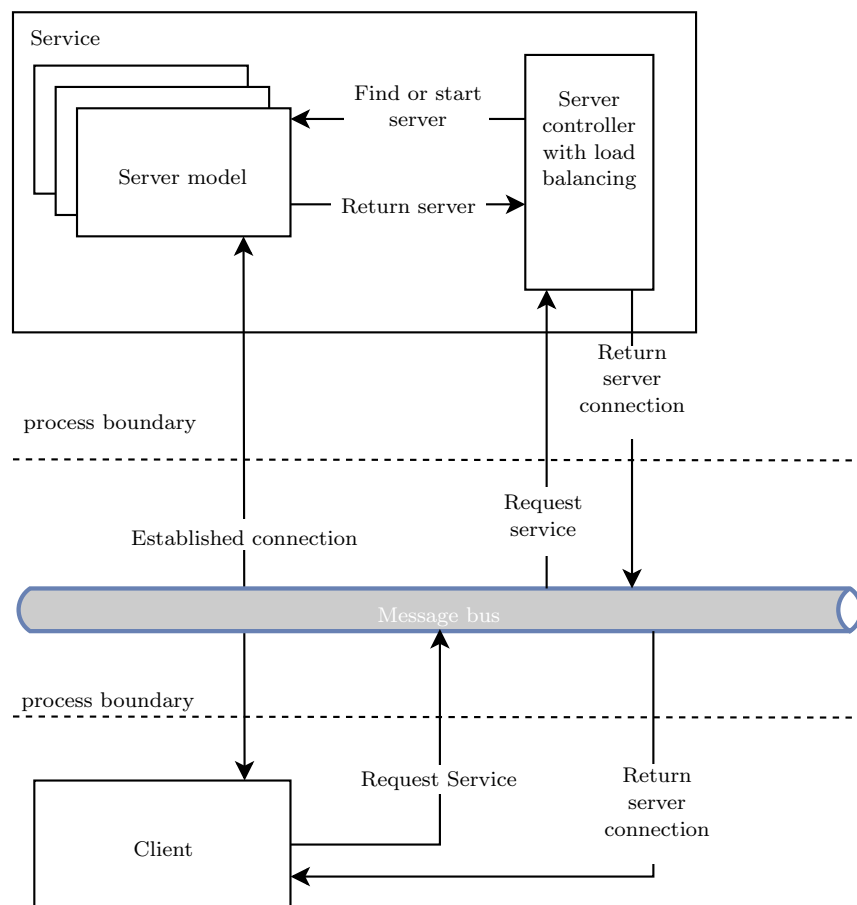 Service
Find or start
server
Server
controller
with load
balancing
Server model
Return server
Return
server
connection
process boundary
Request
service
Established connection
Message bus
process boundary
Request Service
Return
server
connection
Client